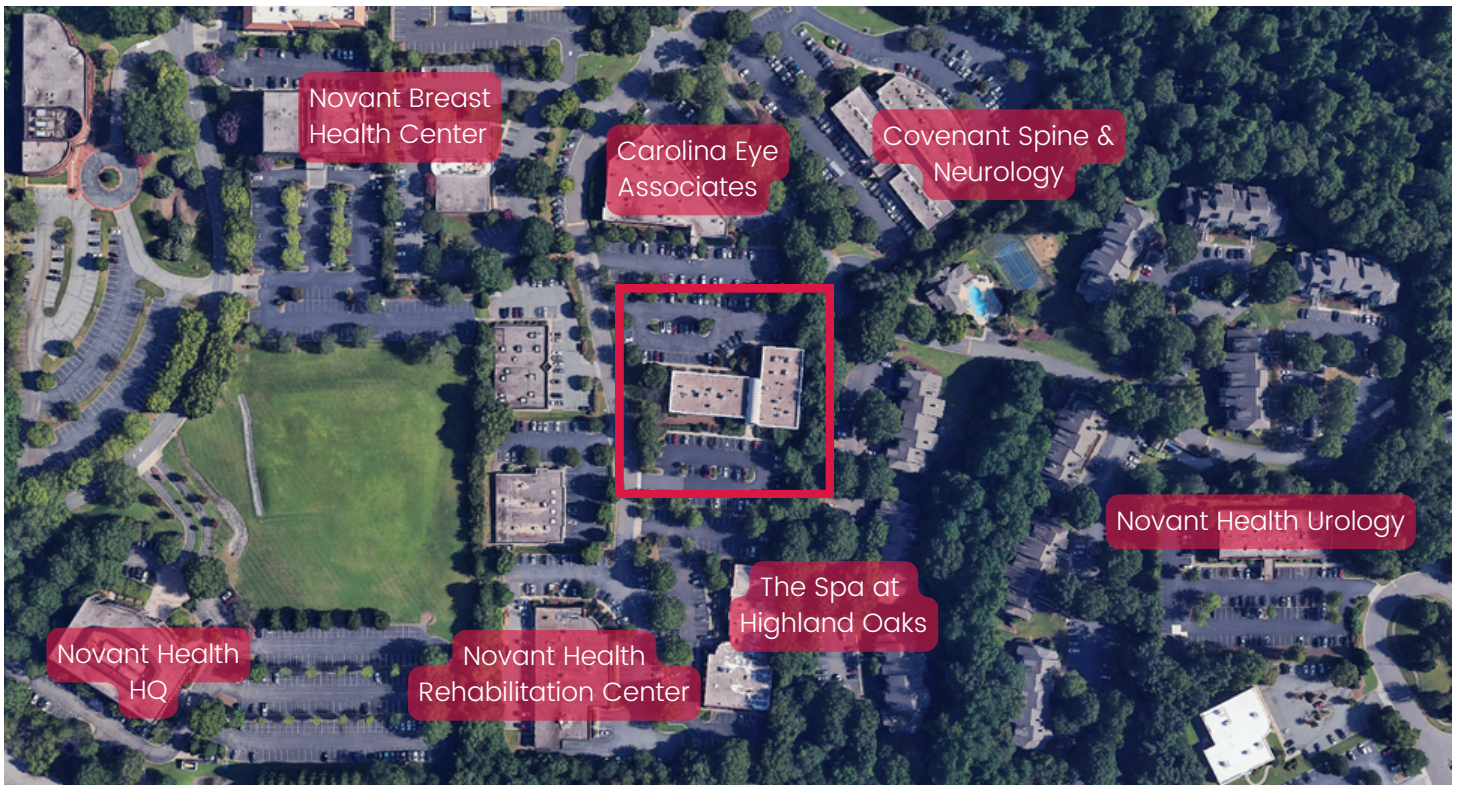 Novant Breast
Health Center
Carolina Eye
Associates
Covenant Spine &
Neurology
Novant Health Urology
The Spa at
Highland Oaks
Novant Health
HQ
Novant Health
Rehabilitation Center